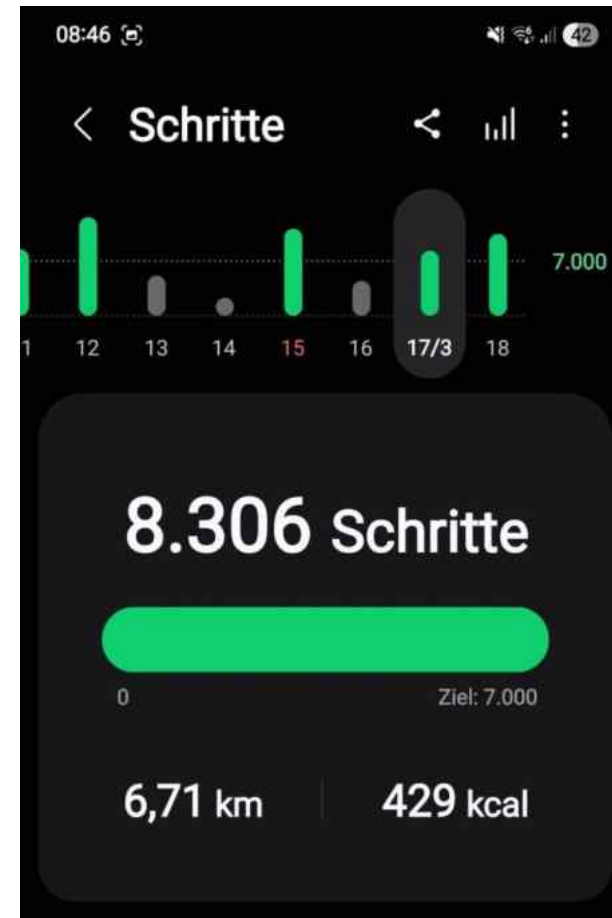 08:46 42
Schritte
7.000
1 12 13 14 15 16 17/3 18
8.306 Schritte
0 Ziel: 7.000
6,71 km 429 kcal